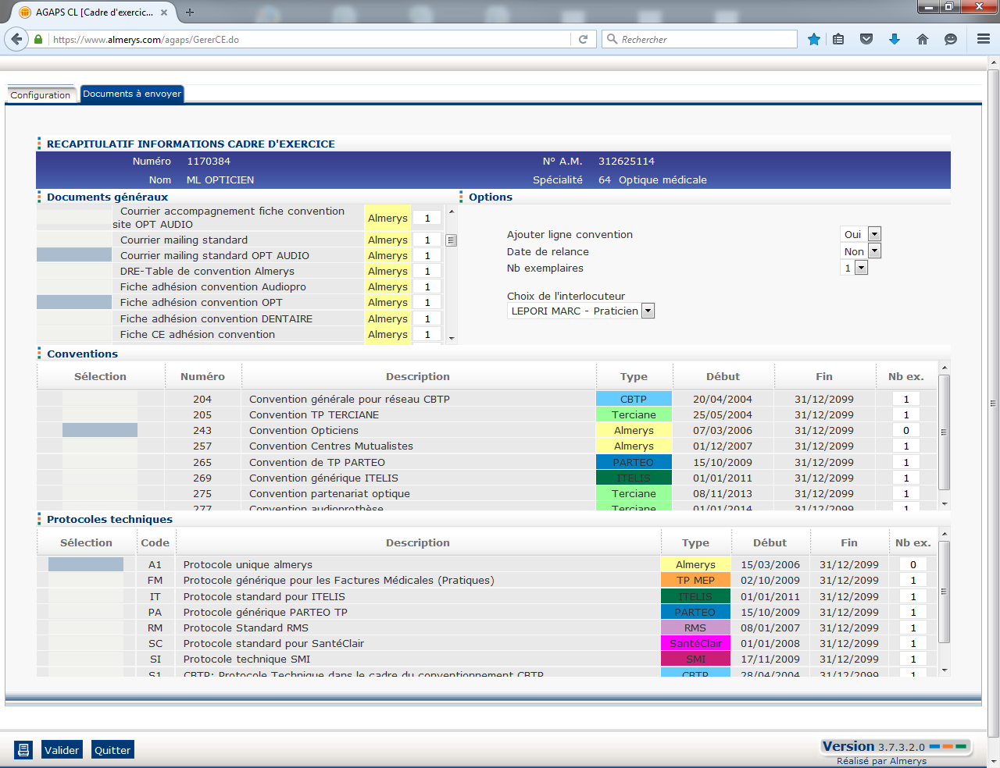 AGAPS CL [Cadre d'exercic...
https://www.almerys.com/agaps/GererCE.do
Rechercher
Configuration
Documents à envoyer
RECAPITULATIF INFORMATIONS CADRE D'EXERCICE
Numéro 1170384 N° A.M. 312625114
Nom ML OPTICIEN Spécialité 64 Optique médicale
Documents généraux
Options
Courrier accompagnement fiche convention
site OPT AUDIO Almerys 1
Courrier mailing standard Almerys 1
Courrier mailing standard OPT AUDIO Almerys 1
DRE-Table de convention Almerys Almerys 1
Fiche adhésion convention Audiopro Almerys 1
Fiche adhésion convention OPT Almerys 1
Fiche adhésion convention DENTAIRE Almerys 1
Fiche CE adhésion convention Almerys 1
Ajouter ligne convention Oui
Date de relance Non
Nb exemplaires 1
Choix de l'interlocuteur
LEPORI MARC - Praticien
Conventions
Sélection Numéro Description Type Début Fin Nb ex.
204 Convention générale pour réseau CBTP CBTP 20/04/2004 31/12/2099 1
205 Convention TP TERCIANE Terciane 25/05/2004 31/12/2099 1
243 Convention Opticiens Almerys 07/03/2006 31/12/2099 0
257 Convention Centres Mutualistes Almerys 01/12/2007 31/12/2099 1
265 Convention de TP PARTEO PARTEO 15/10/2009 31/12/2099 1
269 Convention générique ITELIS ITELIS 01/01/2011 31/12/2099 1
275 Convention partenariat optique Terciane 08/11/2013 31/12/2099 1
277 Convention audioprothèse Terciane 01/01/2014 31/12/2099 1
Protocoles techniques
Sélection Code Description Type Début Fin Nb ex.
A1 Protocole unique almerys Almerys 15/03/2006 31/12/2099 0
FM Protocole générique pour les Factures Médicales (Pratiques) TP MEP 02/10/2009 31/12/2099 1
IT Protocole standard pour ITELIS ITELIS 01/01/2011 31/12/2099 1
PA Protocole générique PARTEO TP PARTEO 15/10/2009 31/12/2099 1
RM Protocole Standard RMS RMS 08/01/2007 31/12/2099 1
SC Protocole standard pour SantéClair SantéClair 01/01/2008 31/12/2099 1
SI Protocole technique SMI SMI 17/11/2009 31/12/2099 1
S1 CBTP: Protocole Technique dans le cadre du conventionnement CBTP CBTP 28/04/2004 31/12/2099 1
Valider
Quitter
Version 3.7.3.2.0
Réalisé par Almerys